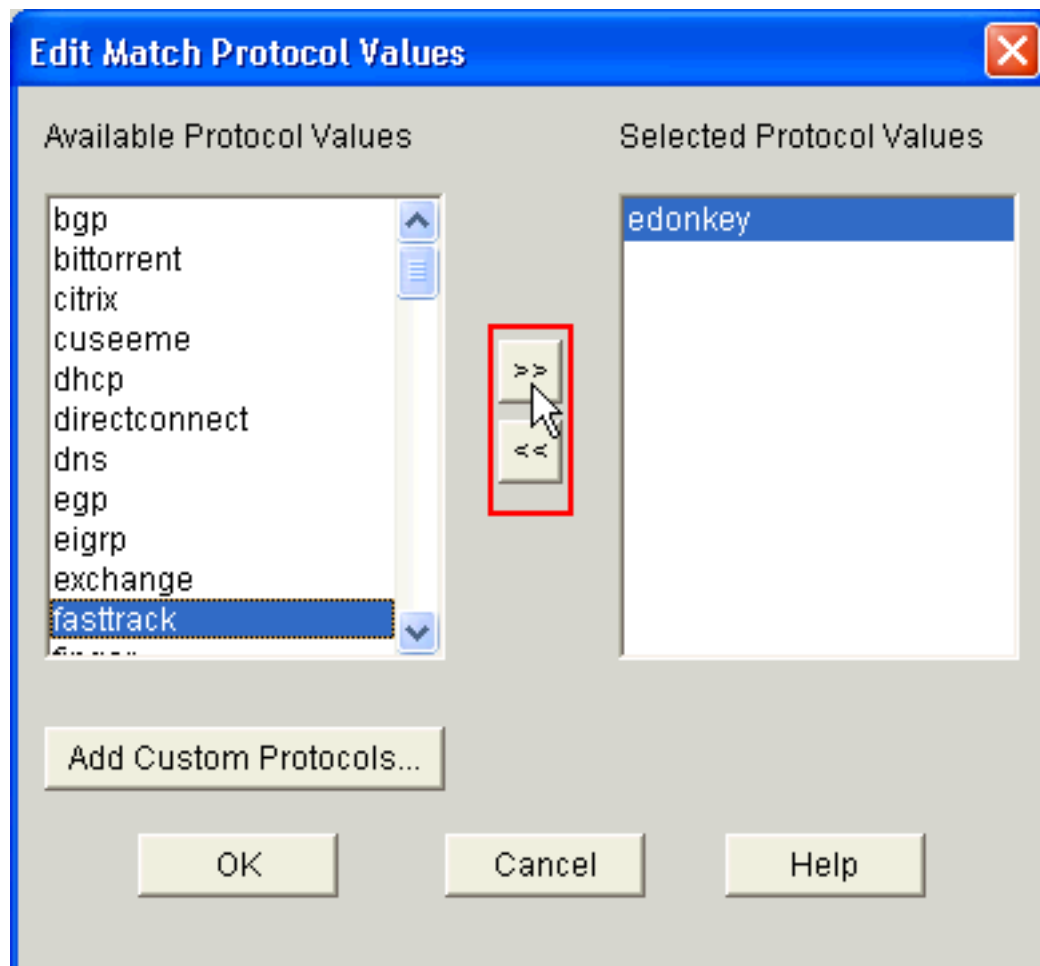 Edit Match Protocol Values
Available Protocol Values
Selected Protocol Values
bgp
bittorrent
citrix
cuseeme
dhcp
directconnect
dns
egp
eigrp
exchange
fasttrack
edonkey
>>
<<
Add Custom Protocols...
OK
Cancel
Help